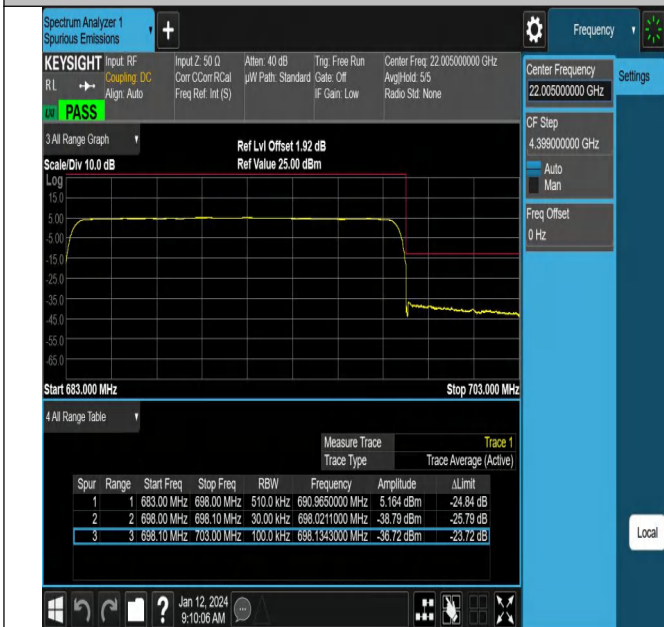 Spectrum Analyzer 1
Spurious Emissions
Frequency
KEYSIGHT
RL
LXI
PASS
Input: RF
Coupling: DC
Align: Auto
Input Z: 50 Ω
Corr CCorr RCal
Freq Ref: Int (S)
Atten: 40 dB
µW Path: Standard
Trig: Free Run
Gate: Off
IF Gain: Low
Center Freq: 22.005000000 GHz
Avg|Hold: 5/5
Radio Std: None
Center Frequency
22.005000000 GHz
Settings
CF Step
4.399000000 GHz
Auto
Man
Freq Offset
0 Hz
3 All Range Graph
Scale/Div 10.0 dB
Ref Lvl Offset 1.92 dB
Ref Value 25.00 dBm
Log
15.0
5.00
-5.00
-15.0
-25.0
-35.0
-45.0
-55.0
-65.0
Start 683.000 MHz
Stop 703.000 MHz
4 All Range Table
Measure Trace Trace 1
Trace Type Trace Average (Active)
Spur Range Start Freq Stop Freq RBW Frequency Amplitude ΔLimit
1 1 683.00 MHz 698.00 MHz 510.0 kHz 690.9650000 MHz 5.164 dBm -24.84 dB
2 2 698.00 MHz 698.10 MHz 30.00 kHz 698.0211000 MHz -38.79 dBm -25.79 dB
3 3 698.10 MHz 703.00 MHz 100.0 kHz 698.1343000 MHz -36.72 dBm -23.72 dB
Local
Jan 12, 2024
9:10:06 AM